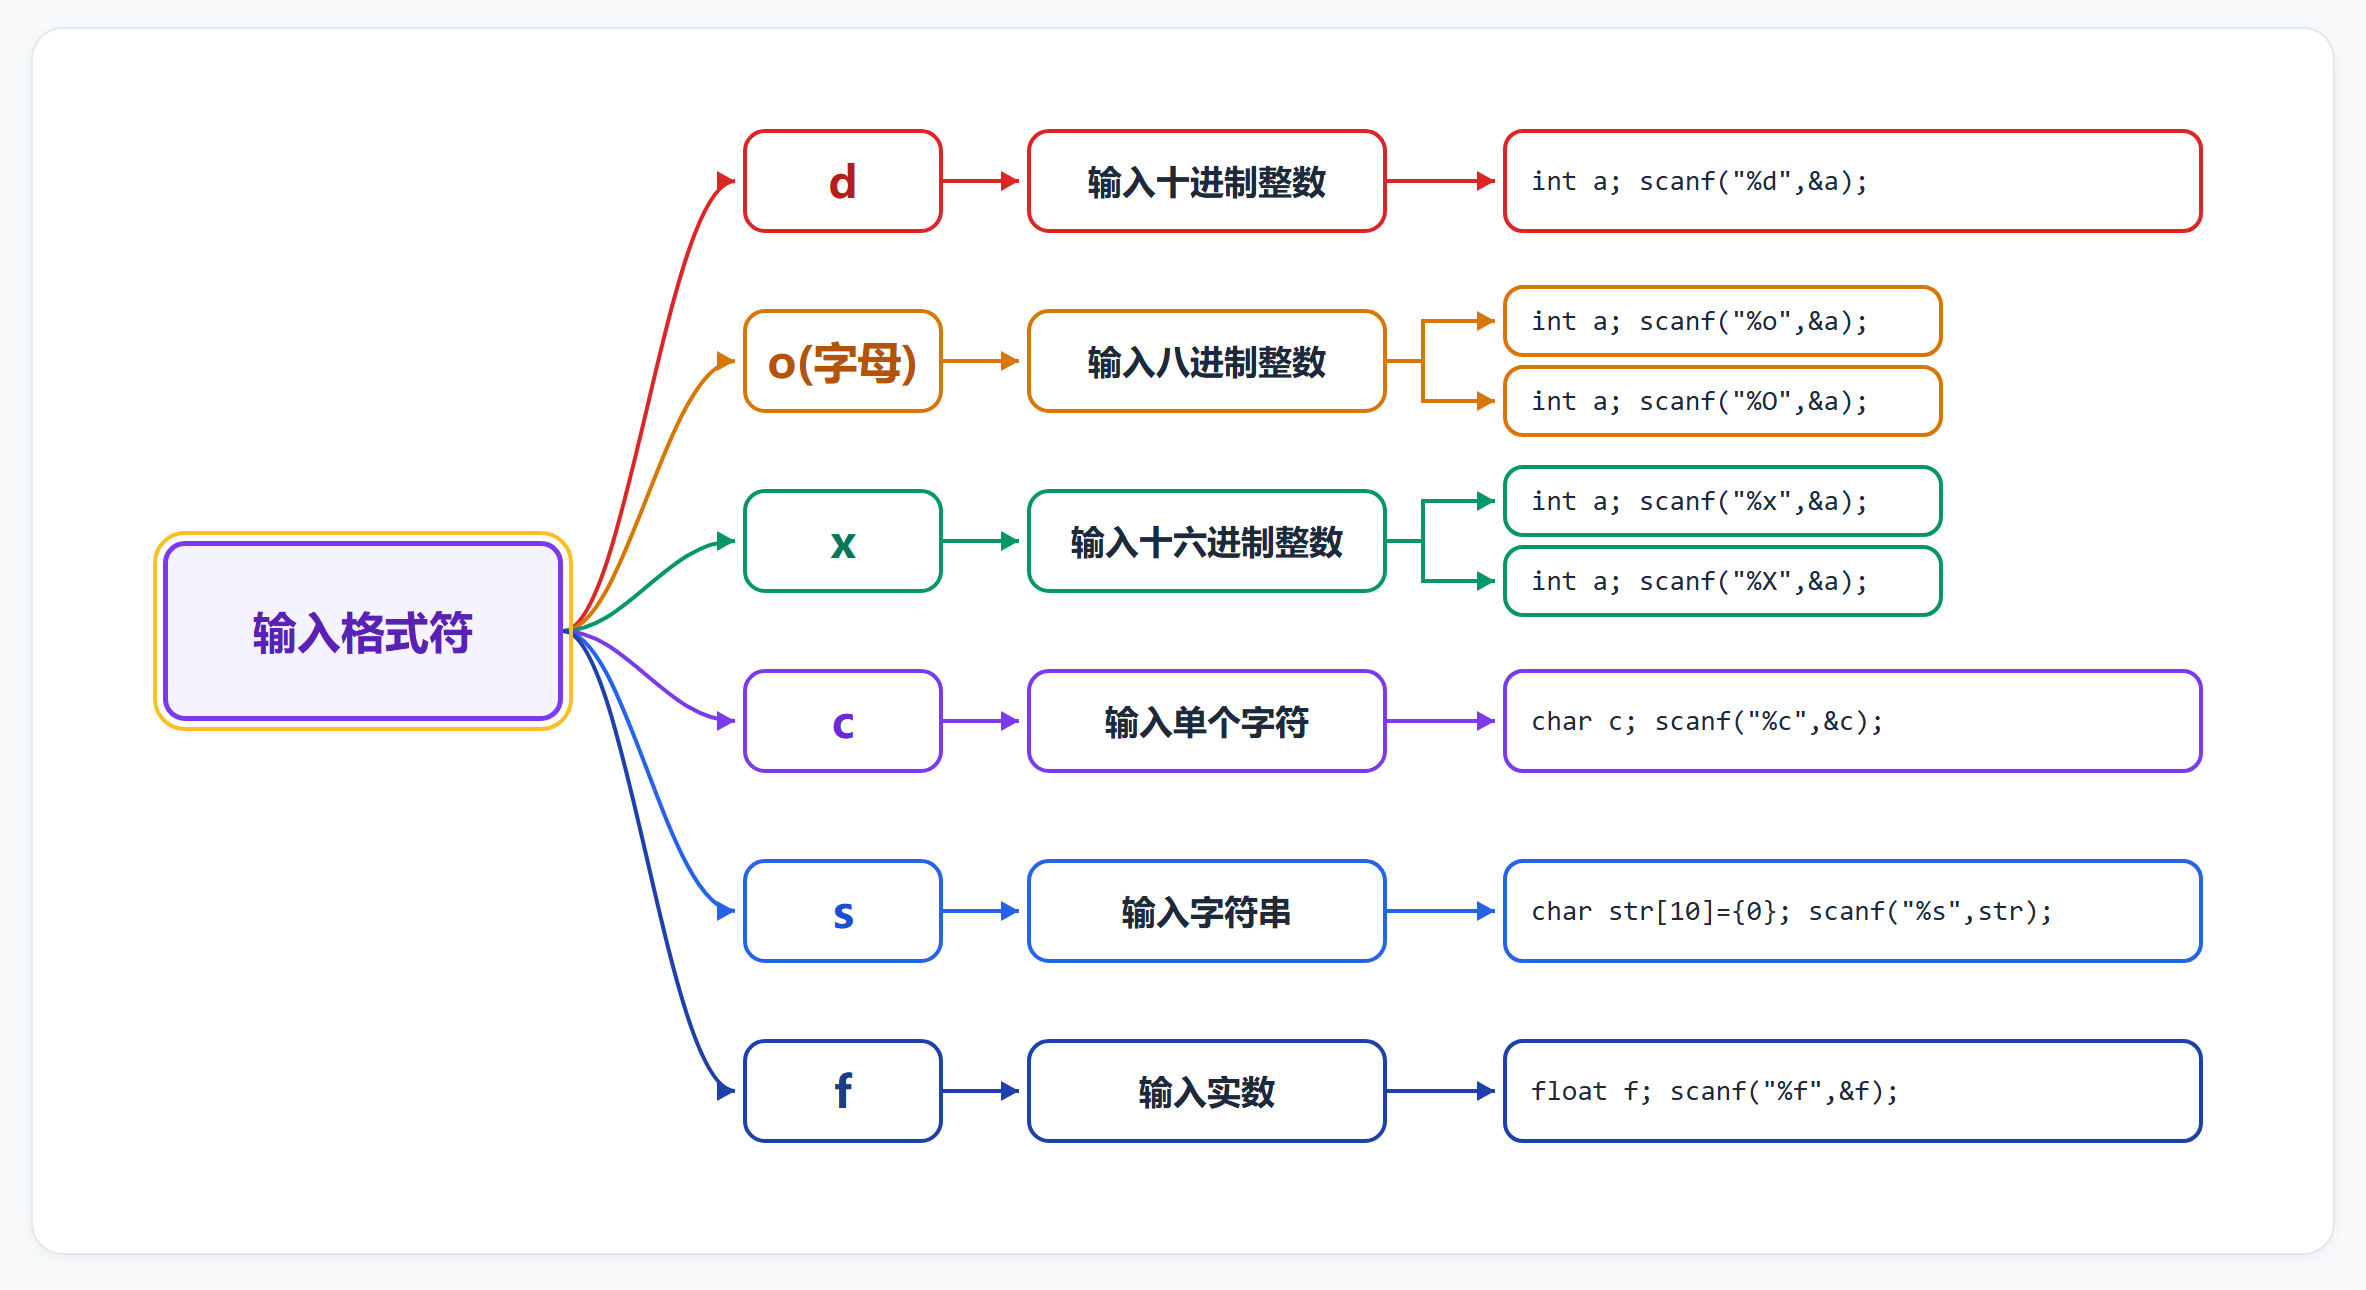 输入格式符
d
输入十进制整数
int a; scanf("%d",&a);
o(字母)
输入八进制整数
int a; scanf("%o",&a);
int a; scanf("%O",&a);
x
输入十六进制整数
int a; scanf("%x",&a);
int a; scanf("%X",&a);
c
输入单个字符
char c; scanf("%c",&c);
s
输入字符串
char str[10]={0}; scanf("%s",str);
f
输入实数
float f; scanf("%f",&f);